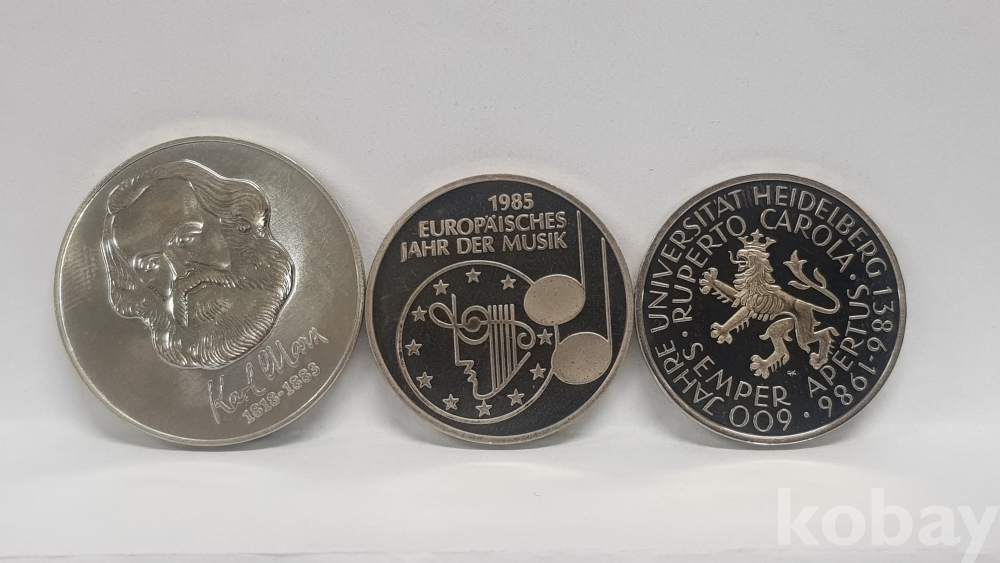 Karl Marx
1818-1883
1985
EUROPÄISCHES
JAHR DER MUSIK
600 JAHRE UNIVERSITÄT HEIDELBERG 1386-1986 ·
· RUPERTO CAROLA ·
SEMPER APERTUS
GK
kobay